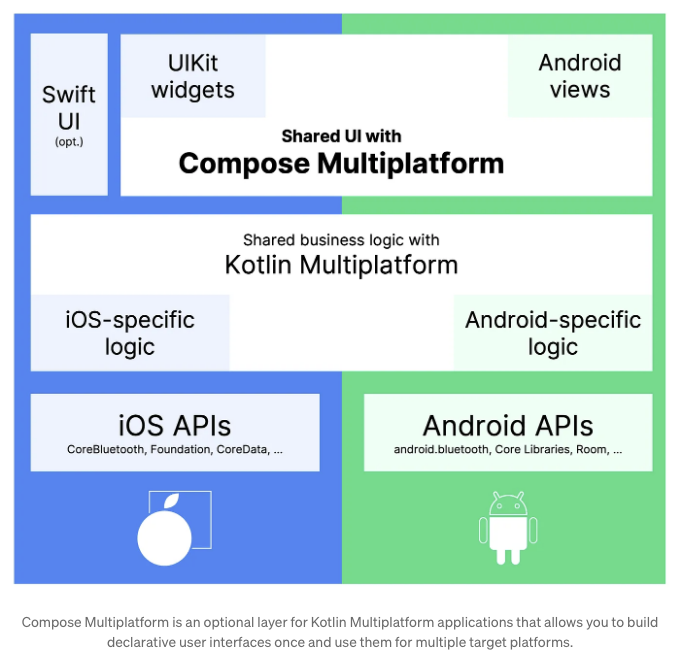 Swift
UI
(opt.)
UIKit
widgets
Android
views
Shared UI with
Compose Multiplatform
Shared business logic with
Kotlin Multiplatform
iOS-specific
logic
Android-specific
logic
iOS APIs
CoreBluetooth, Foundation, CoreData, ...
Android APIs
android.bluetooth, Core Libraries, Room, ...
Compose Multiplatform is an optional layer for Kotlin Multiplatform applications that allows you to build
declarative user interfaces once and use them for multiple target platforms.